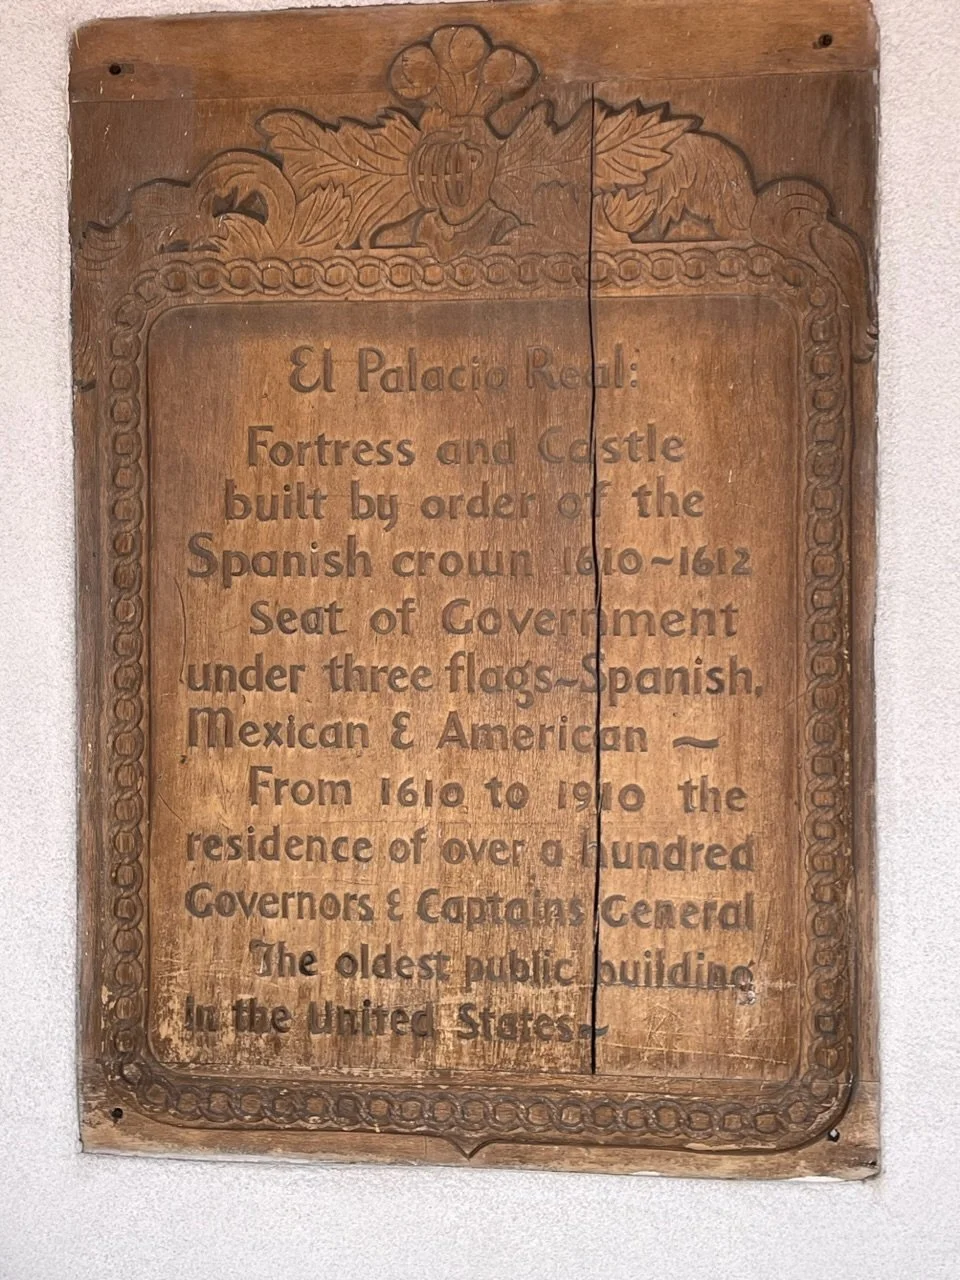 El Palacio Real:
Fortress and Castle
built by order of the
Spanish crown 1610~1612
Seat of Government
under three flags~Spanish,
Mexican & American ~
From 1610 to 1910 the
residence of over a hundred
Governors & Captains General
The oldest public building
in the United States~